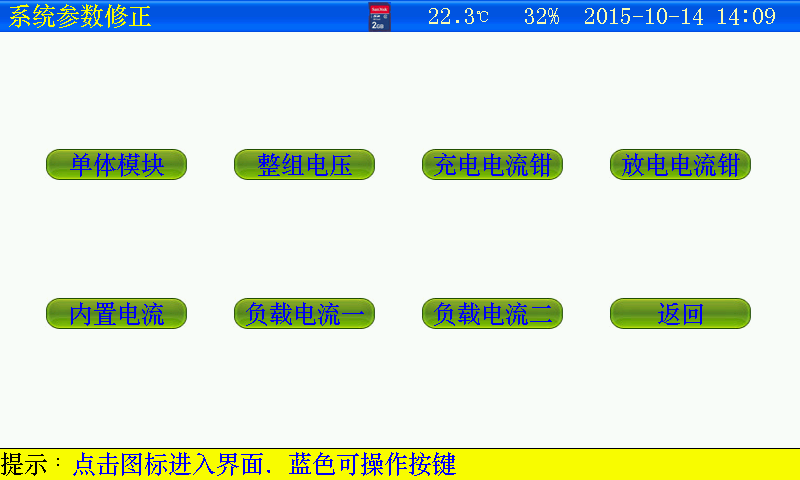 系统参数修正 SanDisk 2GB 22.3℃ 32% 2015-10-14 14:09
单体模块 整组电压 充电电流钳 放电电流钳
内置电流 负载电流一 负载电流二 返回
提示：点击图标进入界面．蓝色可操作按键